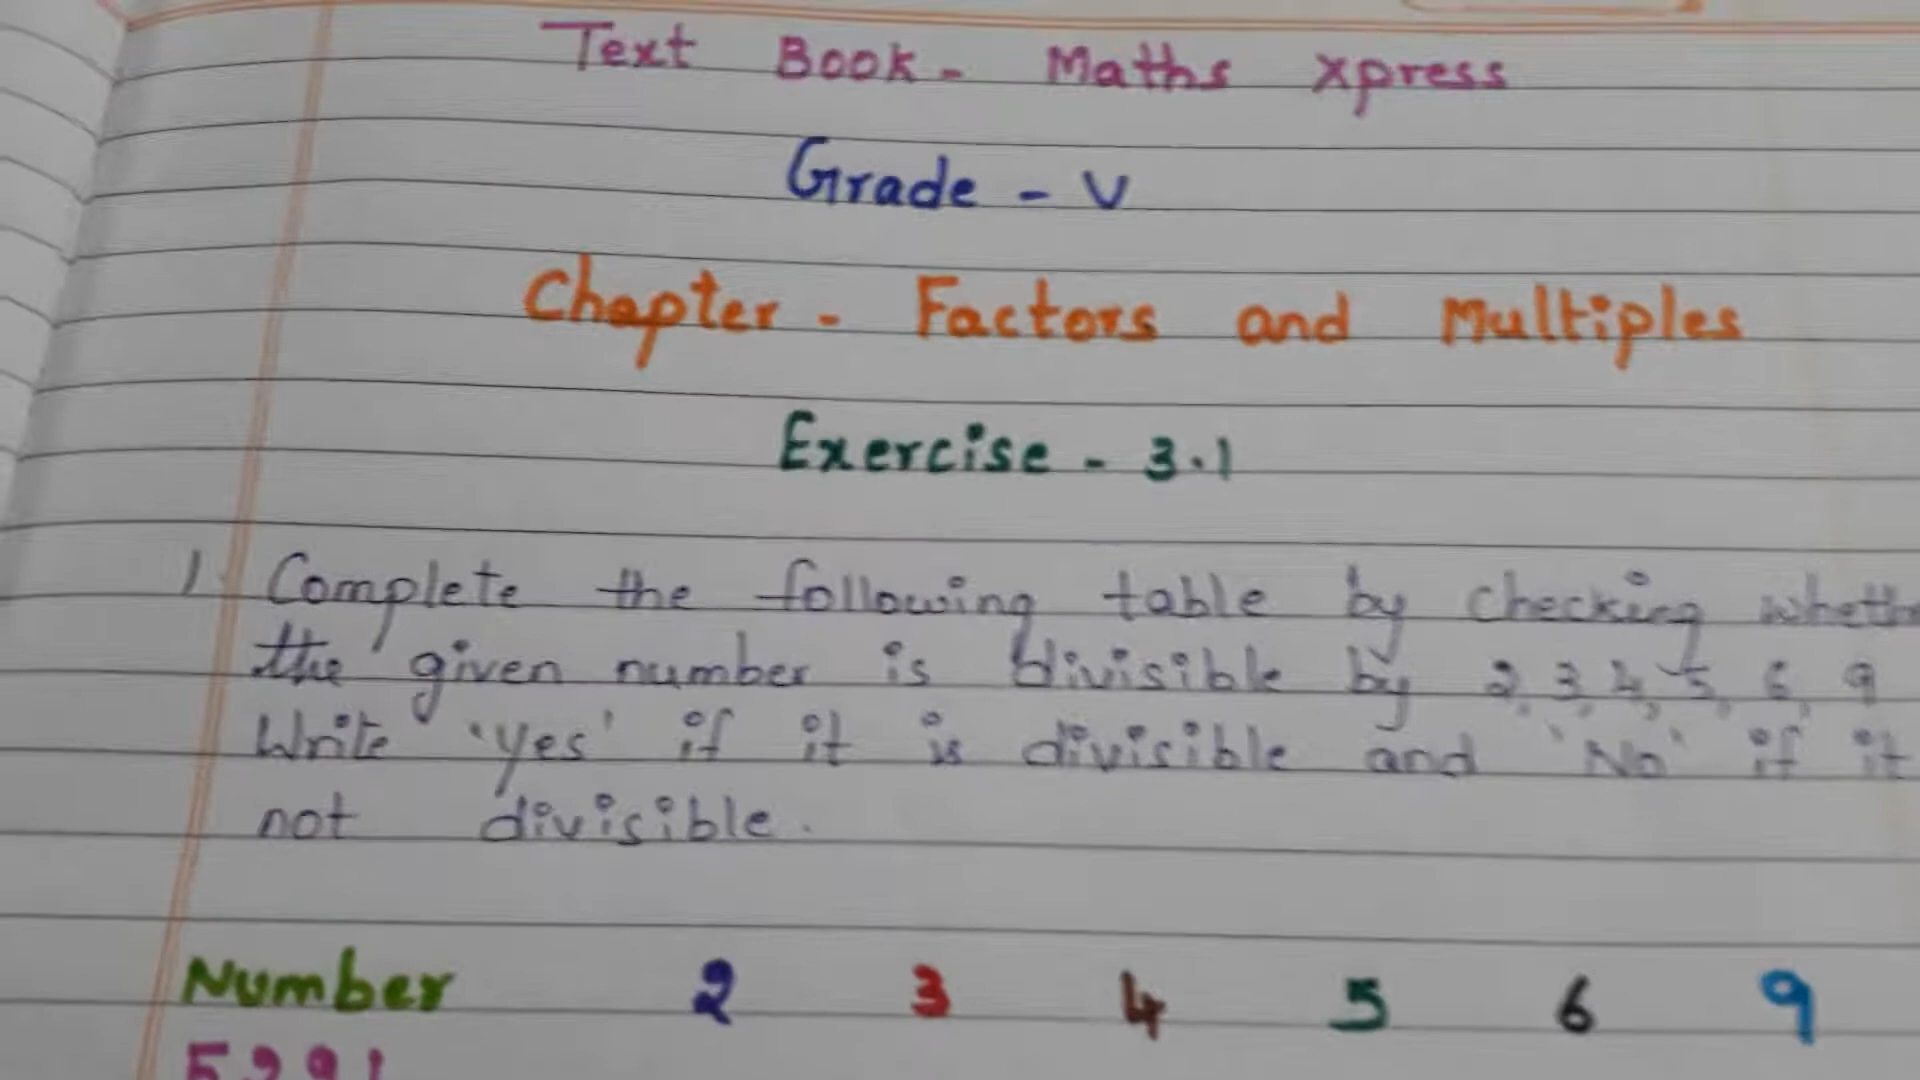 Text Book - Maths xpress
Grade - V
Chapter - Factors and Multiples
Exercise - 3.1
1. Complete the following table by checking
the given number is divisible by 2, 3, 4, 5, 6, 9
Write 'yes' if it is divisible and 'No' if it
not divisible.
Number 2 3 4 5 6 9